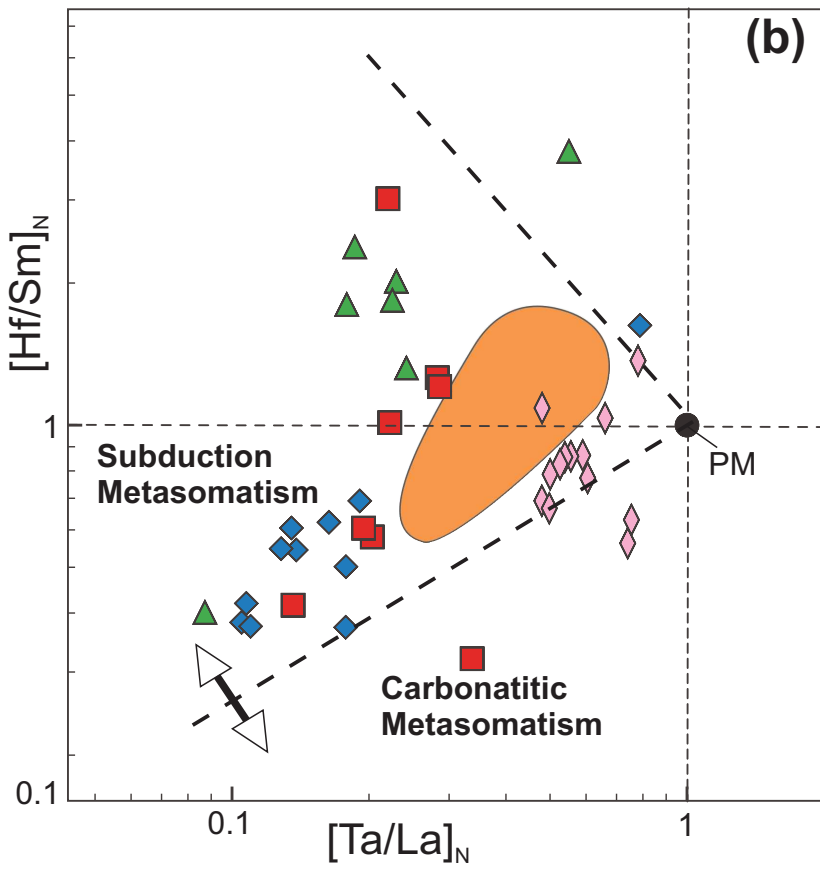 (b)
[Hf/Sm]N
1
Subduction
Metasomatism
PM
Carbonatitic
Metasomatism
0.1
0.1
1
[Ta/La]N